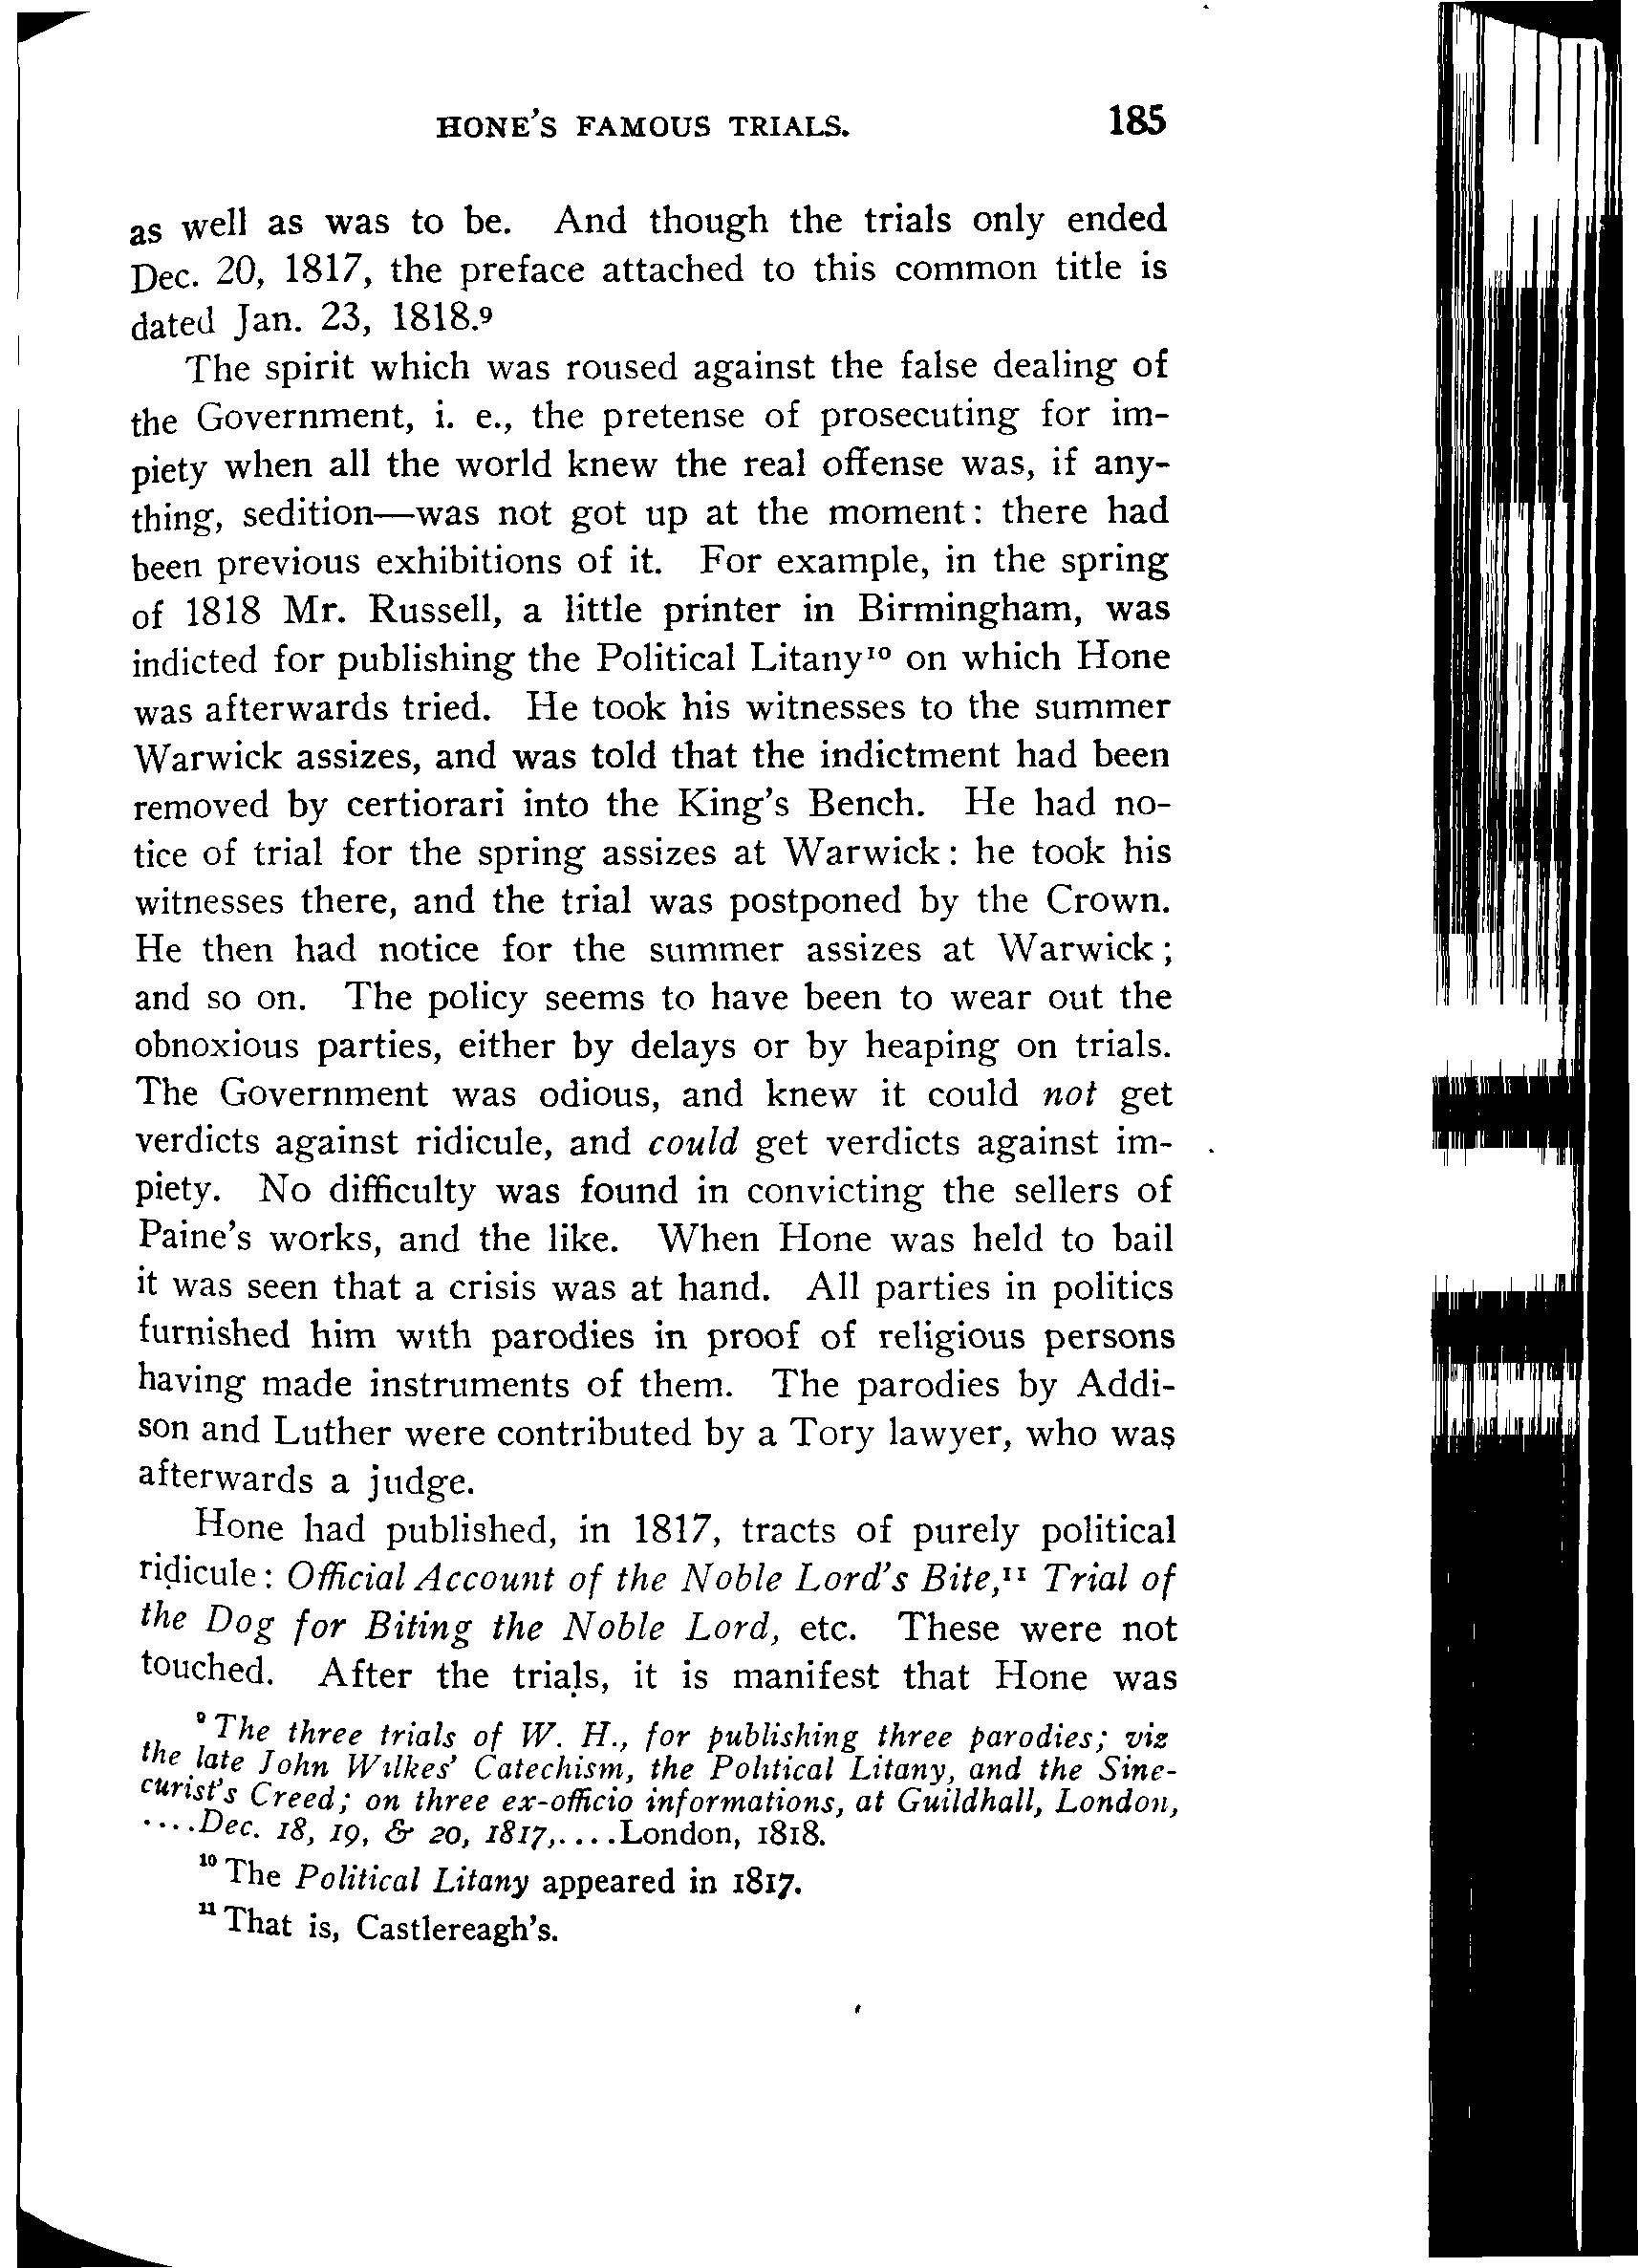 HONE'S FAMOUS TRIALS. 185
as well as was to be. And though the trials only ended
Dec. 20, 1817, the preface attached to this common title is
dated Jan. 23, 1818.⁹
The spirit which was roused against the false dealing of
the Government, i. e., the pretense of prosecuting for im-
piety when all the world knew the real offense was, if any-
thing, sedition—was not got up at the moment: there had
been previous exhibitions of it. For example, in the spring
of 1818 Mr. Russell, a little printer in Birmingham, was
indicted for publishing the Political Litany¹⁰ on which Hone
was afterwards tried. He took his witnesses to the summer
Warwick assizes, and was told that the indictment had been
removed by certiorari into the King's Bench. He had no-
tice of trial for the spring assizes at Warwick: he took his
witnesses there, and the trial was postponed by the Crown.
He then had notice for the summer assizes at Warwick;
and so on. The policy seems to have been to wear out the
obnoxious parties, either by delays or by heaping on trials.
The Government was odious, and knew it could not get
verdicts against ridicule, and could get verdicts against im-
piety. No difficulty was found in convicting the sellers of
Paine's works, and the like. When Hone was held to bail
it was seen that a crisis was at hand. All parties in politics
furnished him with parodies in proof of religious persons
having made instruments of them. The parodies by Addi-
son and Luther were contributed by a Tory lawyer, who was
afterwards a judge.
Hone had published, in 1817, tracts of purely political
ridicule: Official Account of the Noble Lord's Bite,¹¹ Trial of
the Dog for Biting the Noble Lord, etc. These were not
touched. After the trials, it is manifest that Hone was
⁹ The three trials of W. H., for publishing three parodies; viz
the late John Wilkes' Catechism, the Political Litany, and the Sine-
curist's Creed; on three ex-officio informations, at Guildhall, London,
....Dec. 18, 19, & 20, 1817,....London, 1818.
¹⁰ The Political Litany appeared in 1817.
¹¹ That is, Castlereagh's.